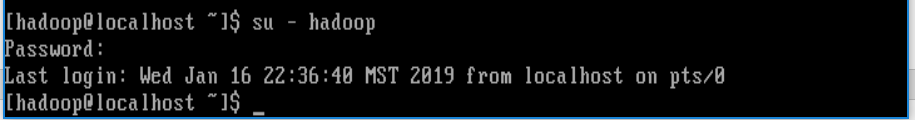 [hadoop@localhost ~]$ su - hadoop
Password:
Last login: Wed Jan 16 22:36:40 MST 2019 from localhost on pts/0
[hadoop@localhost ~]$ _